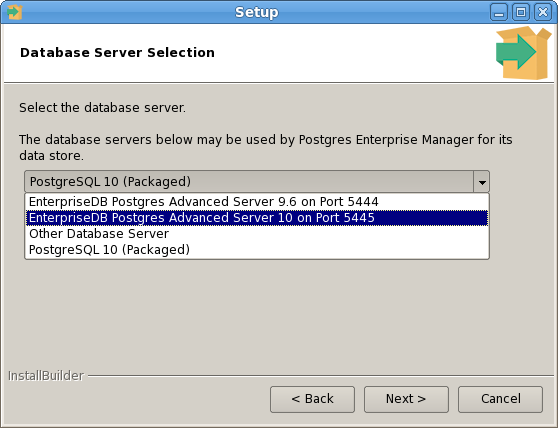 Setup
Database Server Selection
Select the database server.
The database servers below may be used by Postgres Enterprise Manager for its
data store.
PostgreSQL 10 (Packaged)
EnterpriseDB Postgres Advanced Server 9.6 on Port 5444
EnterpriseDB Postgres Advanced Server 10 on Port 5445
Other Database Server
PostgreSQL 10 (Packaged)
InstallBuilder
< Back
Next >
Cancel